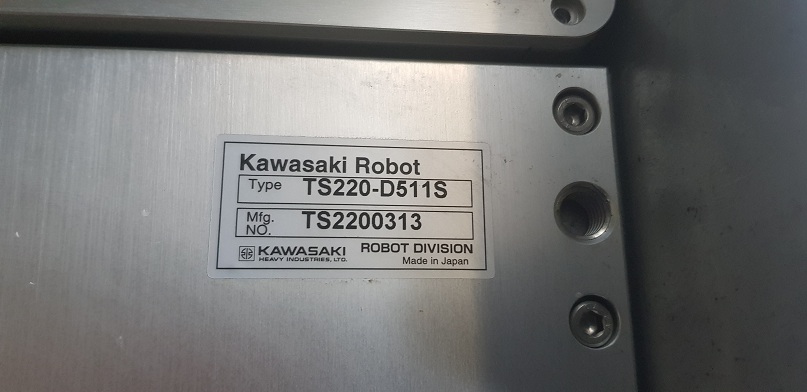 Kawasaki Robot
Type TS220-D511S
Mfg. NO. TS2200313
KAWASAKI HEAVY INDUSTRIES, LTD. ROBOT DIVISION
Made in Japan